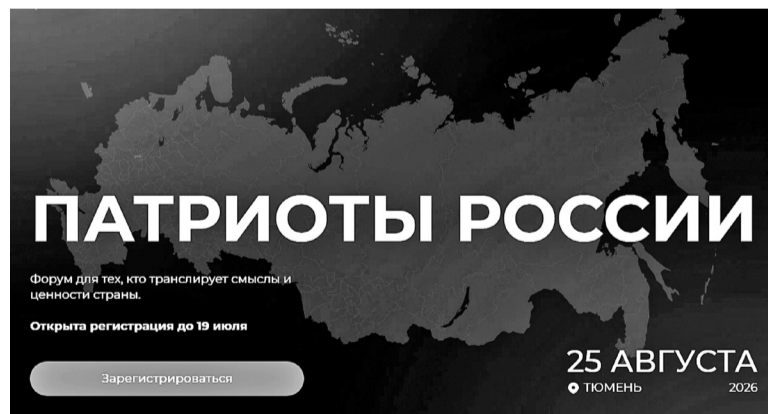 ПАТРИОТЫ РОССИИ
Форум для тех, кто транслирует смыслы и
ценности страны.
Открыта регистрация до 19 июля
Зарегистрироваться
25 АВГУСТА
ТЮМЕНЬ 2026